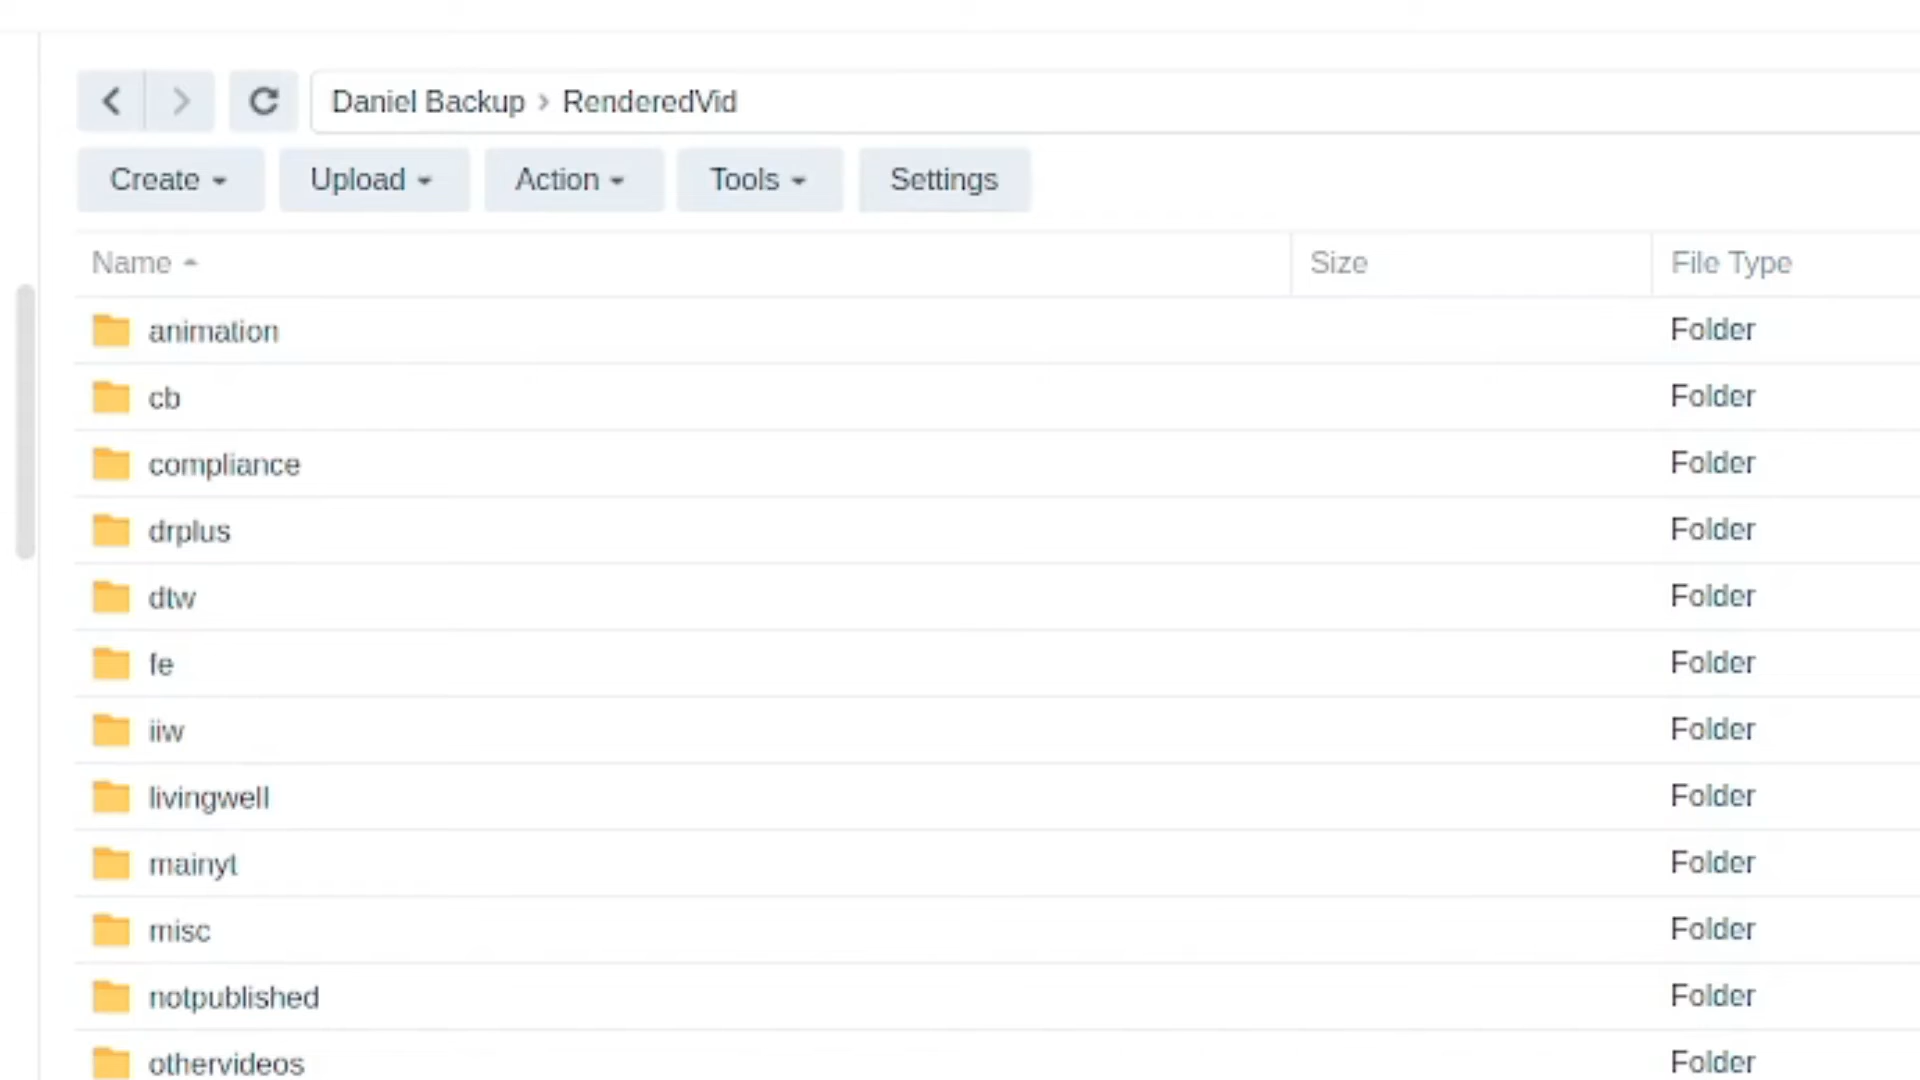 Daniel Backup > RenderedVid
Create Upload Action Tools Settings
Name Size File Type
animation Folder
cb Folder
compliance Folder
drplus Folder
dtw Folder
fe Folder
iiw Folder
livingwell Folder
mainyt Folder
misc Folder
notpublished Folder
othervideos Folder